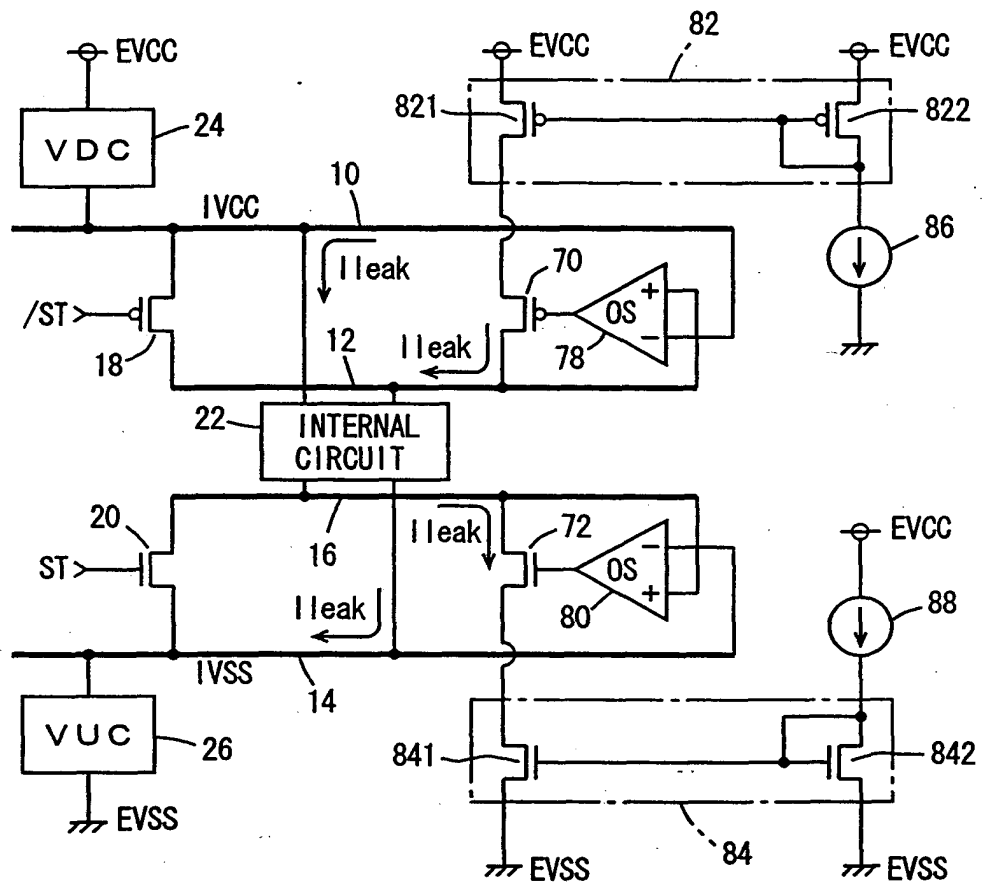 82
EVCC
EVCC
EVCC
821
822
24
VDC
10
IVCC
86
Ileak
70
+
OS
−
/ST
18
12
Ileak
78
22
INTERNAL
CIRCUIT
20
16
Ileak
72
EVCC
ST
−
OS
+
80
88
Ileak
IVSS
14
VUC
26
841
842
EVSS
84
EVSS
EVSS